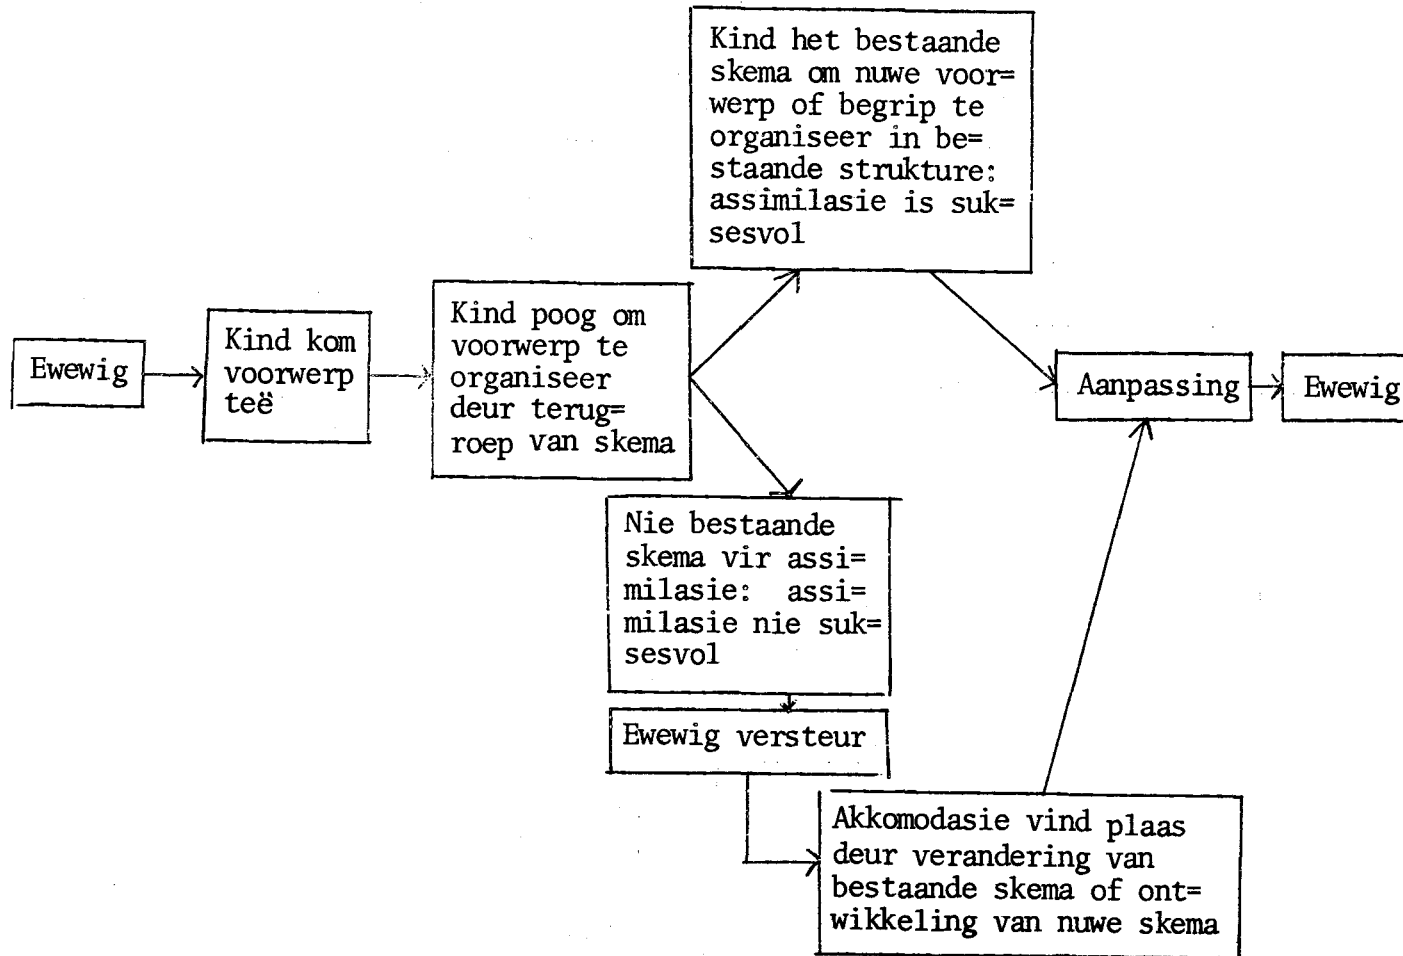 Kind het bestaande
skema om nuwe voor=
werp of begrip te
organiseer in be=
staande strukture:
assimilasie is suk=
sesvol
Ewewig
Kind kom
voorwerp
teë
Kind poog om
voorwerp te
organiseer
deur terug=
roep van skema
Aanpassing
Ewewig
Nie bestaande
skema vir assi=
milasie: assi=
milasie nie suk=
sesvol
Ewewig versteur
Akkomodasie vind plaas
deur verandering van
bestaande skema of ont=
wikkeling van nuwe skema